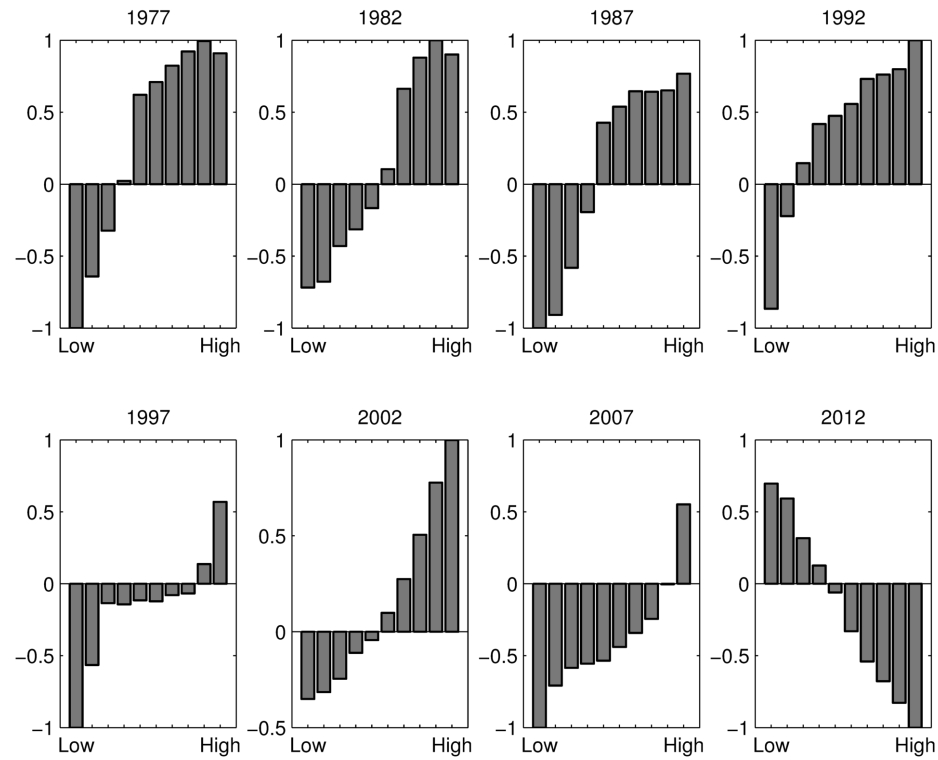 1977 1982 1987 1992
1 1 1 1
0.5 0.5 0.5 0.5
0 0 0 0
−0.5 −0.5 −0.5 −0.5
−1 −1 −1 −1
Low High Low High Low High Low High
1997 2002 2007 2012
1 1 1 1
0.5 0.5 0.5
0.5
0 0 0
0
−0.5 −0.5 −0.5
−1 −0.5 −1 −1
Low High Low High Low High Low High